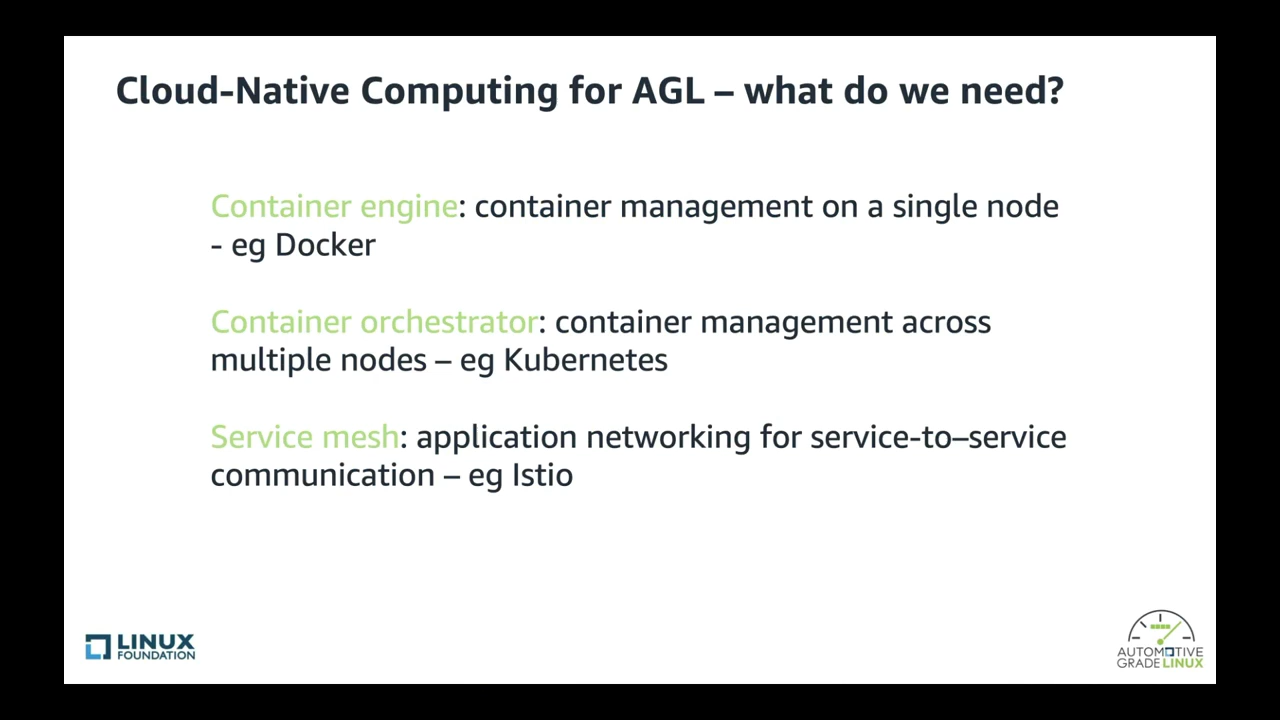 Cloud-Native Computing for AGL – what do we need?
Container engine: container management on a single node
- eg Docker
Container orchestrator: container management across
multiple nodes – eg Kubernetes
Service mesh: application networking for service-to–service
communication – eg Istio
LINUX
FOUNDATION
AUTOMOTIVE
GRADE LINUX